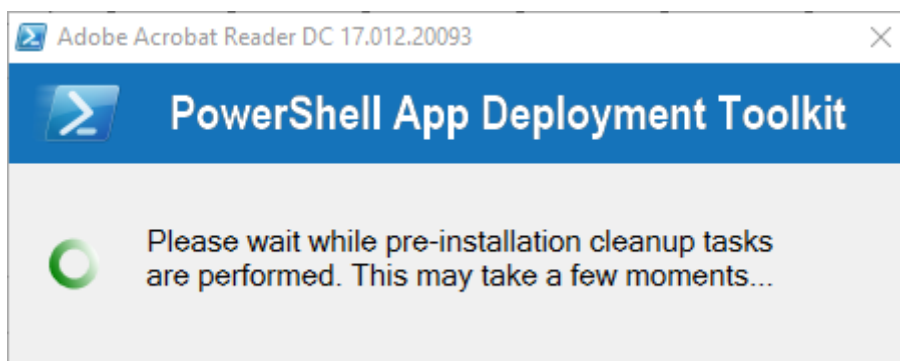 Adobe Acrobat Reader DC 17.012.20093
PowerShell App Deployment Toolkit
Please wait while pre-installation cleanup tasks
are performed. This may take a few moments...